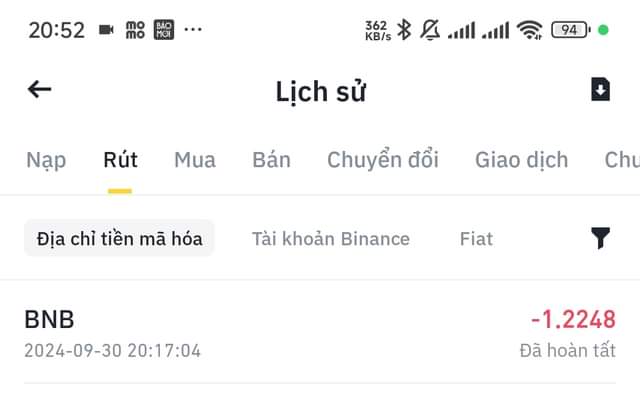 20:52 mo mo BÁO MỚI ... 362 KB/s 94
Lịch sử
Nạp Rút Mua Bán Chuyển đổi Giao dịch Chu
Địa chỉ tiền mã hóa Tài khoản Binance Fiat
BNB -1.2248
2024-09-30 20:17:04 Đã hoàn tất